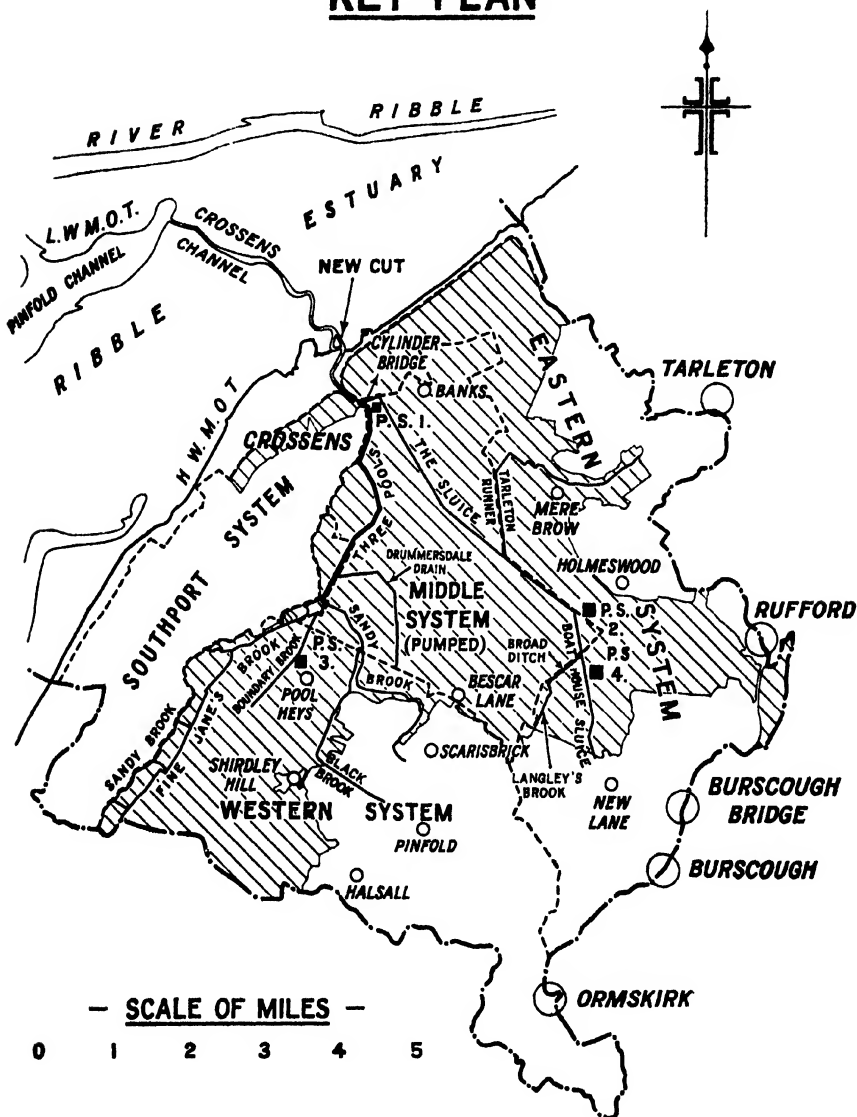 KEY PLAN
RIVER RIBBLE
ESTUARY
L.W.M.O.T.
CROSSENS
CHANNEL
PINFOLD CHANNEL
NEW CUT
RIBBLE
CYLINDER
BRIDGE
EASTERN
TARLETON
BANKS
H.W.M.O.T
P.S. 1.
CROSSENS
THE SLUICE
POOLS
THREE
TARLETON
RUNNER
MERE
BROW
SOUTHPORT SYSTEM
DRUMMERSDALE
DRAIN
HOLMESWOOD
MIDDLE
SYSTEM
(PUMPED)
P.S.
2.
SYSTEM
RUFFORD
SANDY
BROOK
P.S.
3.
BROAD
DITCH
BOAT HOUSE SLUICE
P.S
4.
FINE JANE'S BROOK
BOUNDARY BROOK
POOL
HEYS
BESCAR
LANE
SANDY BROOK
SCARISBRICK
SHIRDLEY
HILL
BLACK
BROOK
LANGLEY'S
BROOK
NEW
LANE
BURSCOUGH
BRIDGE
WESTERN SYSTEM
PINFOLD
BURSCOUGH
HALSALL
ORMSKIRK
— SCALE OF MILES —
0 1 2 3 4 5